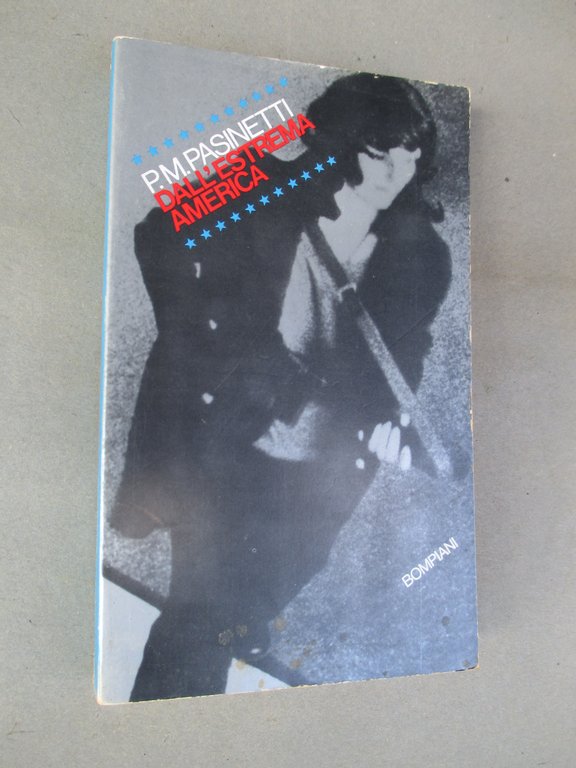 P.M.PASINETTI
DALL'ESTREMA
AMERICA
BOMPIANI